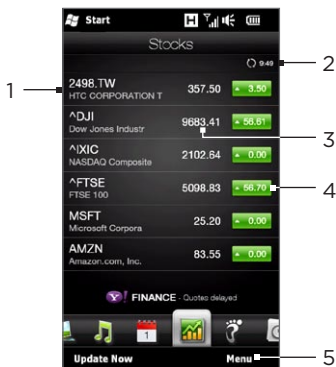 Start H
Stocks
9:49 2
1 2498.TW 357.50 3.50
HTC CORPORATION T
^DJI 9683.41 56.61
Dow Jones Industr 3
^IXIC 2102.64 0.00
NASDAQ Composite
^FTSE 5098.83 56.70 4
FTSE 100
MSFT 25.20 0.00
Microsoft Corpora
AMZN 83.55 0.00
Amazon.com, Inc.
Y! FINANCE - Quotes delayed
1
Update Now Menu 5